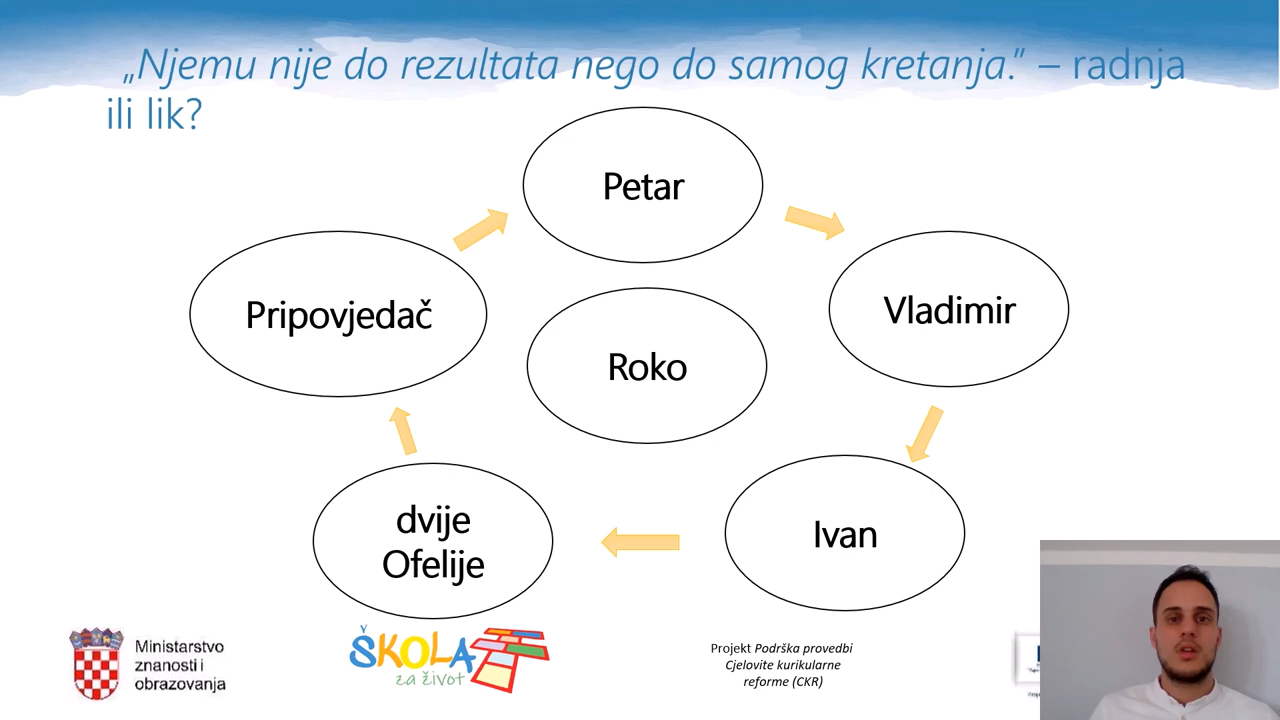 „Njemu nije do rezultata nego do samog kretanja." – radnja
ili lik?
Petar
Pripovjedač
Vladimir
Roko
dvije
Ofelije
Ivan
Ministarstvo
znanosti i
obrazovanja
ŠKOLA
za život
Projekt Podrška provedbi
Cjelovite kurikularne
reforme (CKR)